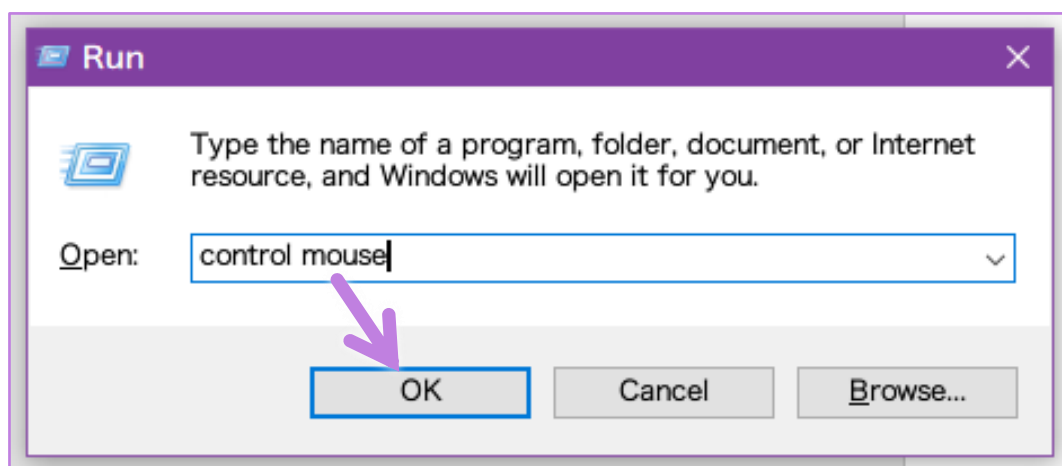 Run
Type the name of a program, folder, document, or Internet
resource, and Windows will open it for you.
Open: control mouse
OK Cancel Browse...